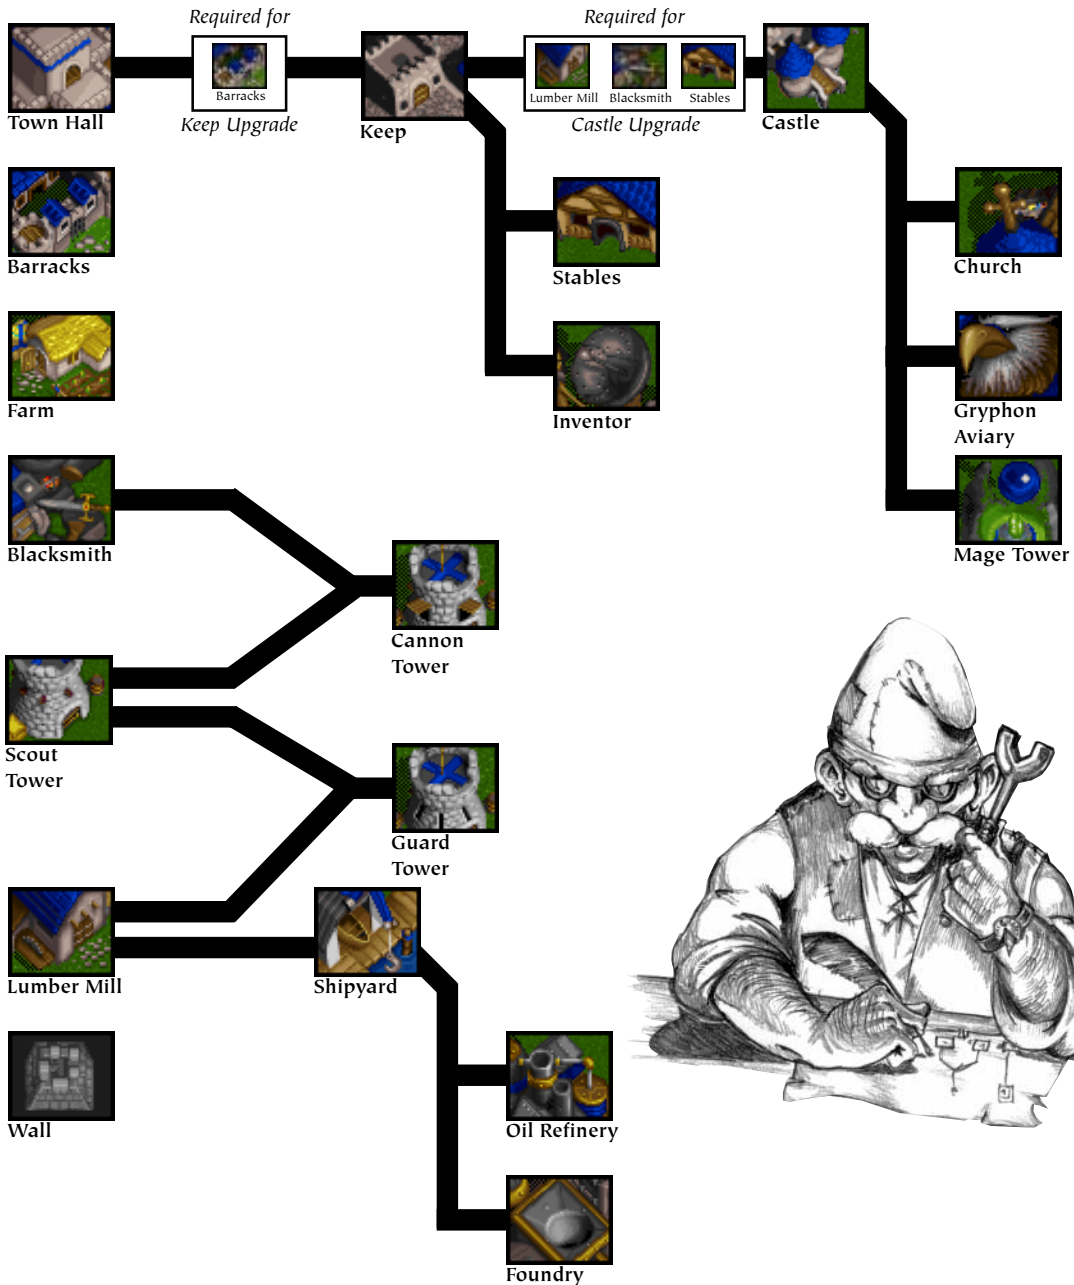 Required for
Required for
Barracks
Lumber Mill
Blacksmith
Stables
Town Hall
Keep Upgrade
Keep
Castle Upgrade
Castle
Barracks
Stables
Church
Farm
Inventor
Gryphon
Aviary
Blacksmith
Mage Tower
Cannon
Tower
Scout
Tower
Guard
Tower
Lumber Mill
Shipyard
Wall
Oil Refinery
Foundry